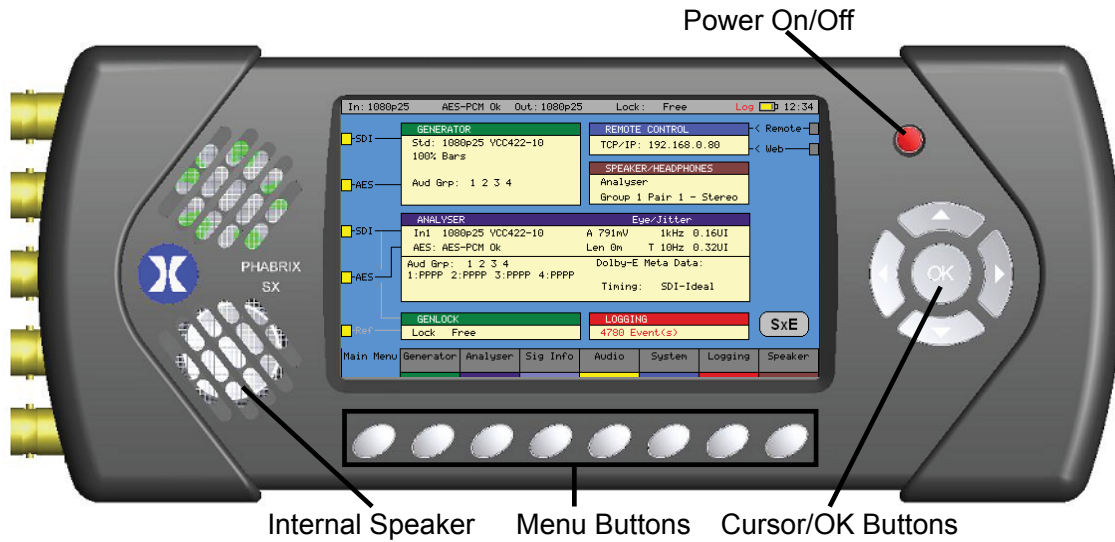 Power On/Off
In: 1080p25 AES-PCM Ok Out: 1080p25 Lock: Free Log 12:34
SDI
AES
SDI
AES
Ref
GENERATOR
Std: 1080p25 YCC422-10
100% Bars
Aud Grp: 1 2 3 4
REMOTE CONTROL
TCP/IP: 192.168.0.80
< Remote
< Web
SPEAKER/HEADPHONES
Analyser
Group 1 Pair 1 - Stereo
ANALYSER Eye/Jitter
In1 1080p25 YCC422-10 A 791mV 1kHz 0.16UI
AES: AES-PCM Ok Len 0m T 10Hz 0.32UI
Aud Grp: 1 2 3 4 Dolby-E Meta Data:
1:PPPP 2:PPPP 3:PPPP 4:PPPP
Timing: SDI-Ideal
GENLOCK
Lock Free
LOGGING
4780 Event(s)
SxE
Main Menu Generator Analyser Sig Info Audio System Logging Speaker
PHABRIX
SX
OK
Internal Speaker Menu Buttons Cursor/OK Buttons